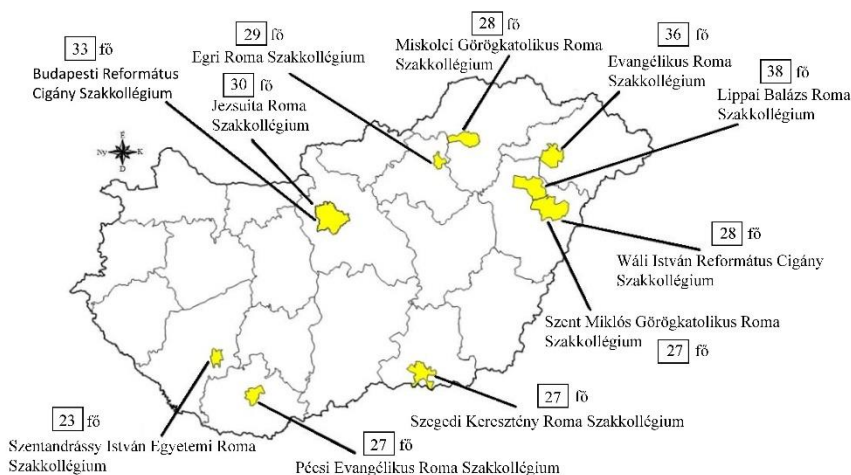 33 fő
Budapesti Református
Cigány Szakkollégium
29 fő
Egri Roma Szakkollégium
30 fő
Jezsuita Roma
Szakkollégium
28 fő
Miskolci Görögkatolikus Roma
Szakkollégium
36 fő
Evangélikus Roma
Szakkollégium
38 fő
Lippai Balázs Roma
Szakkollégium
É
Ny K
D
28 fő
Wáli István Református Cigány
Szakkollégium
Szent Miklós Görögkatolikus Roma
Szakkollégium
27 fő
27 fő
Szegedi Keresztény Roma Szakkollégium
23 fő
Szentandrássy István Egyetemi Roma
Szakkollégium
27 fő
Pécsi Evangélikus Roma Szakkollégium